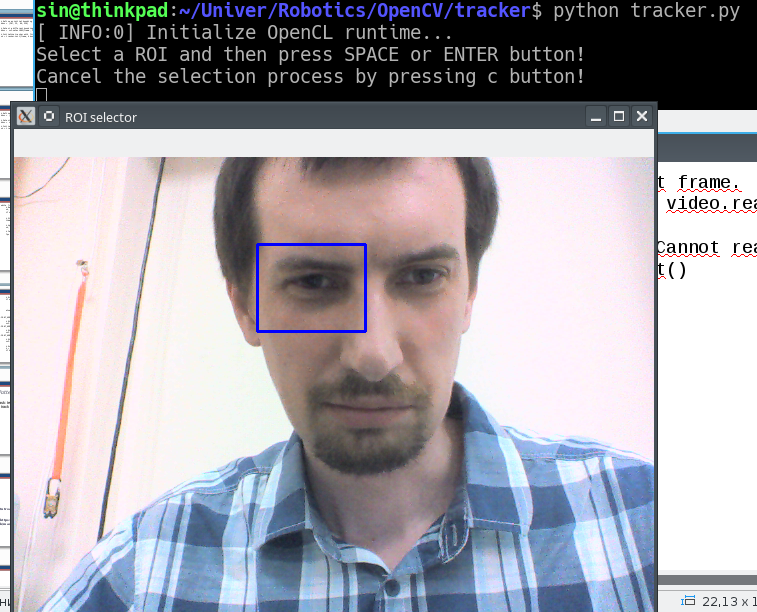 sin@thinkpad:~/Univer/Robotics/OpenCV/tracker$ python tracker.py
[ INFO:0] Initialize OpenCL runtime...
Select a ROI and then press SPACE or ENTER button!
Cancel the selection process by pressing c button!
ROI selector
t frame.
video.rea
Cannot rea
t()
22,13 x 1